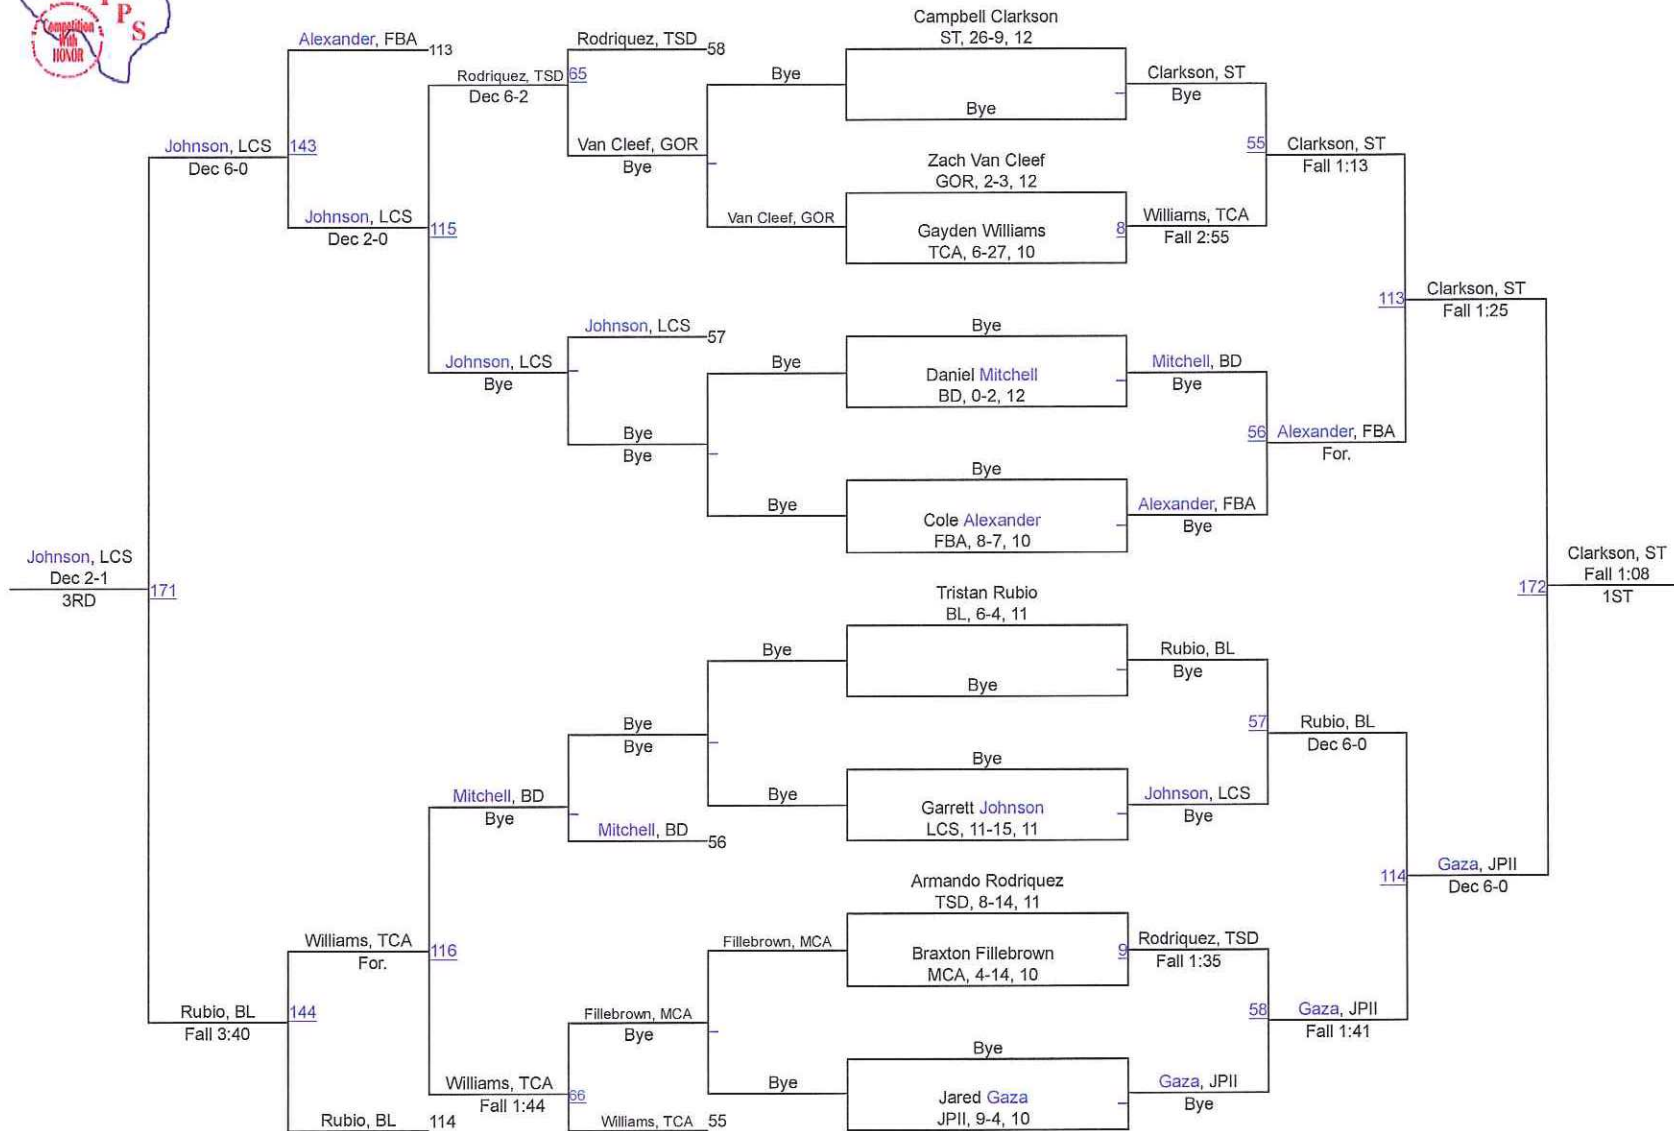 P
S
Competition
With
HONOR
Campbell Clarkson
ST, 26-9, 12
Alexander, FBA 113
Rodriquez, TSD 58
Rodriquez, TSD 65
Dec 6-2
Bye
Bye
Clarkson, ST
Bye
Johnson, LCS 143
Dec 6-0
Van Cleef, GOR
Bye
Zach Van Cleef
GOR, 2-3, 12
55 Clarkson, ST
Fall 1:13
Johnson, LCS
Dec 2-0
115
Van Cleef, GOR
Gayden Williams
TCA, 6-27, 10
8 Williams, TCA
Fall 2:55
113 Clarkson, ST
Fall 1:25
Johnson, LCS 57
Bye
Johnson, LCS
Bye
Bye
Daniel Mitchell
BD, 0-2, 12
Mitchell, BD
Bye
Bye
Bye
56 Alexander, FBA
For.
Bye
Bye
Cole Alexander
FBA, 8-7, 10
Alexander, FBA
Bye
Johnson, LCS
Dec 2-1
3RD
171
Clarkson, ST
Fall 1:08
1ST
172
Tristan Rubio
BL, 6-4, 11
Bye
Bye
Rubio, BL
Bye
Bye
Bye
57 Rubio, BL
Dec 6-0
Bye
Mitchell, BD
Bye
Bye
Garrett Johnson
LCS, 11-15, 11
Johnson, LCS
Bye
Mitchell, BD 56
114 Gaza, JPII
Dec 6-0
Armando Rodriquez
TSD, 8-14, 11
Williams, TCA 116
For.
Fillebrown, MCA
Braxton Fillebrown
MCA, 4-14, 10
9 Rodriquez, TSD
Fall 1:35
Rubio, BL 144
Fall 3:40
Fillebrown, MCA
Bye
58 Gaza, JPII
Fall 1:41
Bye
Williams, TCA 66
Fall 1:44
Bye
Jared Gaza
JPII, 9-4, 10
Gaza, JPII
Bye
Rubio, BL 114
Williams, TCA 55